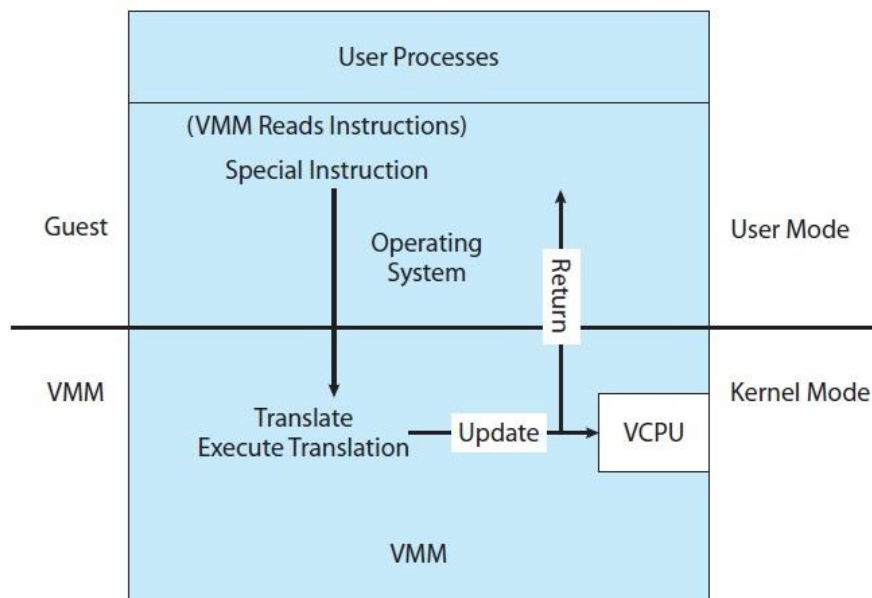 User Processes
(VMM Reads Instructions)
Special Instruction
Guest
Operating
System
User Mode
Return
VMM
Kernel Mode
Translate
Execute Translation
Update
VCPU
VMM